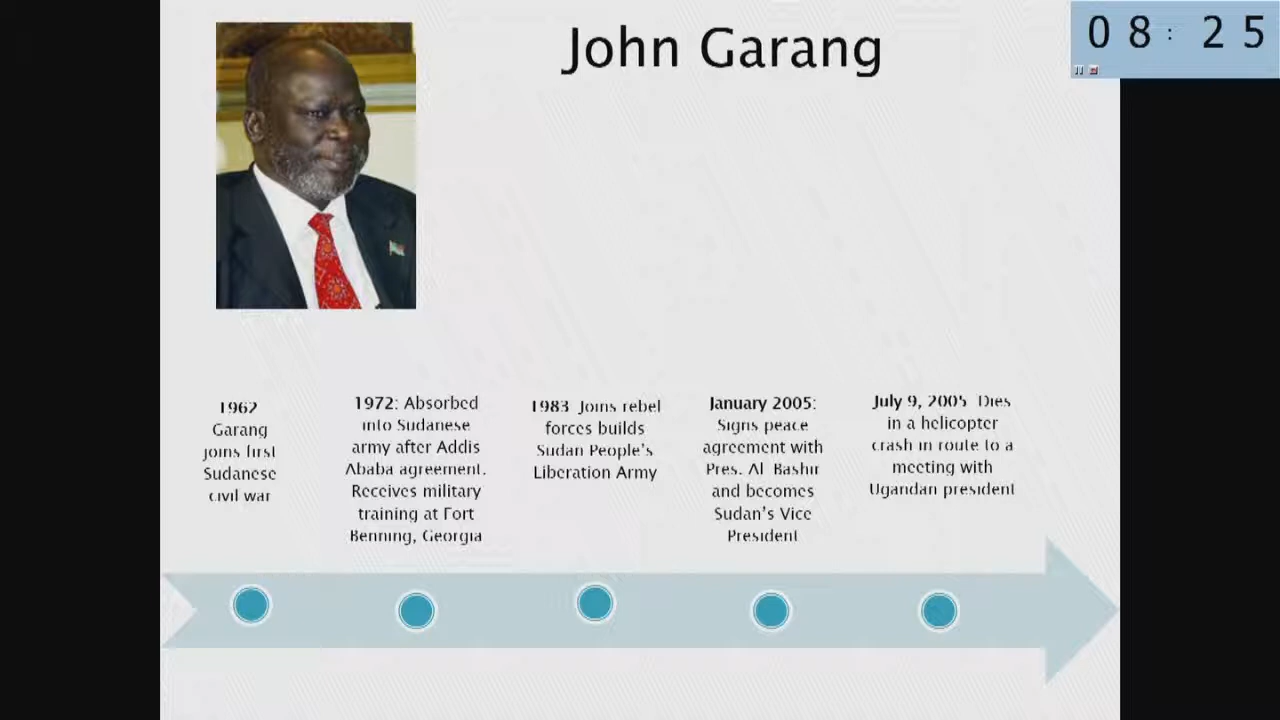 John Garang
08: 25
1962
Garang
joins first
Sudanese
civil war
1972: Absorbed
into Sudanese
army after Addis
Ababa agreement.
Receives military
training at Fort
Benning, Georgia
1983 Joins rebel
forces builds
Sudan People's
Liberation Army
January 2005:
Signs peace
agreement with
Pres. Al Bashir
and becomes
Sudan's Vice
President
July 9, 2005 Dies
in a helicopter
crash in route to a
meeting with
Ugandan president